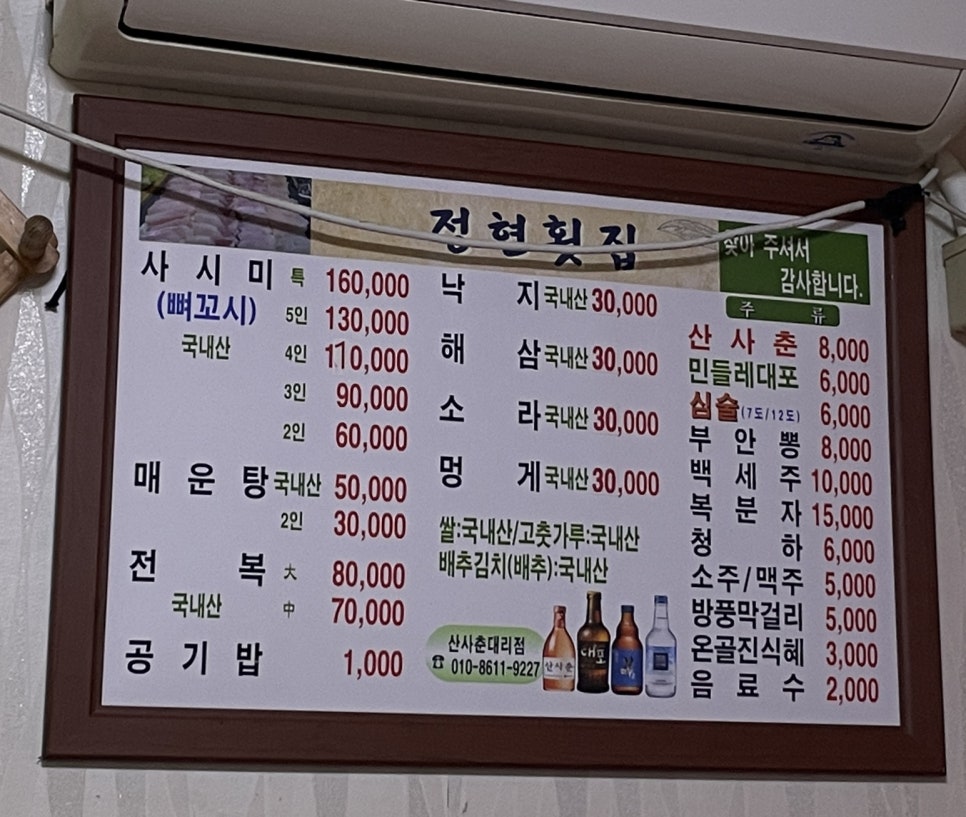 정현횟집
찾아 주셔서
감사합니다.
사시미 특 160,000
(뼈꼬시) 5인 130,000
국내산 4인 110,000
3인 90,000
2인 60,000
매운탕 국내산 50,000
2인 30,000
전복 大 80,000
국내산 中 70,000
공기밥 1,000
낙지 국내산 30,000
해삼 국내산 30,000
소라 국내산 30,000
멍게 국내산 30,000
쌀:국내산/고춧가루:국내산
배추김치(배추):국내산
산사춘대리점
☎ 010-8611-9227
산사춘
대포
주류
산사춘 8,000
민들레대포 6,000
심술(7도/12도) 6,000
부안뽕 8,000
백세주 10,000
복분자 15,000
청하 6,000
소주/맥주 5,000
방풍막걸리 5,000
온골진식혜 3,000
음료수 2,000